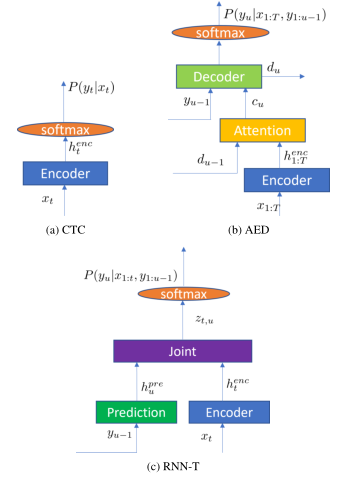 P(y_t|x_t)
softmax
h_t^{enc}
Encoder
x_t
(a) CTC
P(y_u|x_{1:T}, y_{1:u-1})
softmax
Decoder
d_u
y_{u-1}
c_u
Attention
d_{u-1}
h_{1:T}^{enc}
Encoder
x_{1:T}
(b) AED
P(y_u|x_{1:t}, y_{1:u-1})
softmax
z_{t,u}
Joint
h_u^{pre}
h_t^{enc}
Prediction
Encoder
y_{u-1}
x_t
(c) RNN-T